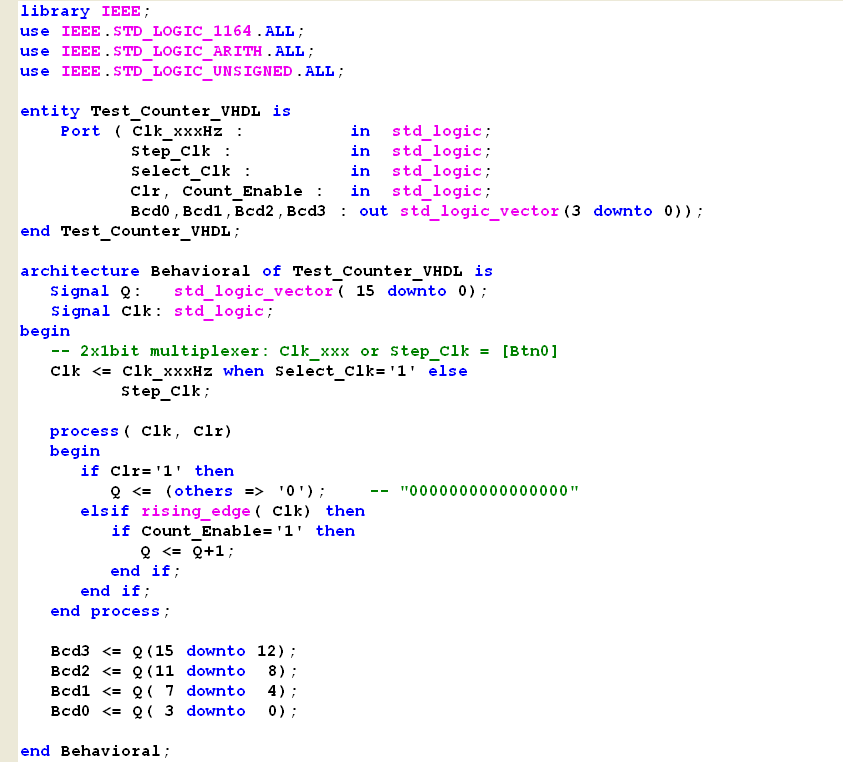 library IEEE;
use IEEE.STD_LOGIC_1164.ALL;
use IEEE.STD_LOGIC_ARITH.ALL;
use IEEE.STD_LOGIC_UNSIGNED.ALL;
entity Test_Counter_VHDL is
Port ( Clk_xxxHz : in std_logic;
Step_Clk : in std_logic;
Select_Clk : in std_logic;
Clr, Count_Enable : in std_logic;
Bcd0,Bcd1,Bcd2,Bcd3 : out std_logic_vector(3 downto 0));
end Test_Counter_VHDL;
architecture Behavioral of Test_Counter_VHDL is
Signal Q: std_logic_vector( 15 downto 0);
Signal Clk: std_logic;
begin
-- 2x1bit multiplexer: Clk_xxx or Step_Clk = [Btn0]
Clk <= Clk_xxxHz when Select_Clk='1' else
Step_Clk;
process( Clk, Clr)
begin
if Clr='1' then
Q <= (others => '0'); -- "0000000000000000"
elsif rising_edge( Clk) then
if Count_Enable='1' then
Q <= Q+1;
end if;
end if;
end process;
Bcd3 <= Q(15 downto 12);
Bcd2 <= Q(11 downto 8);
Bcd1 <= Q( 7 downto 4);
Bcd0 <= Q( 3 downto 0);
end Behavioral;